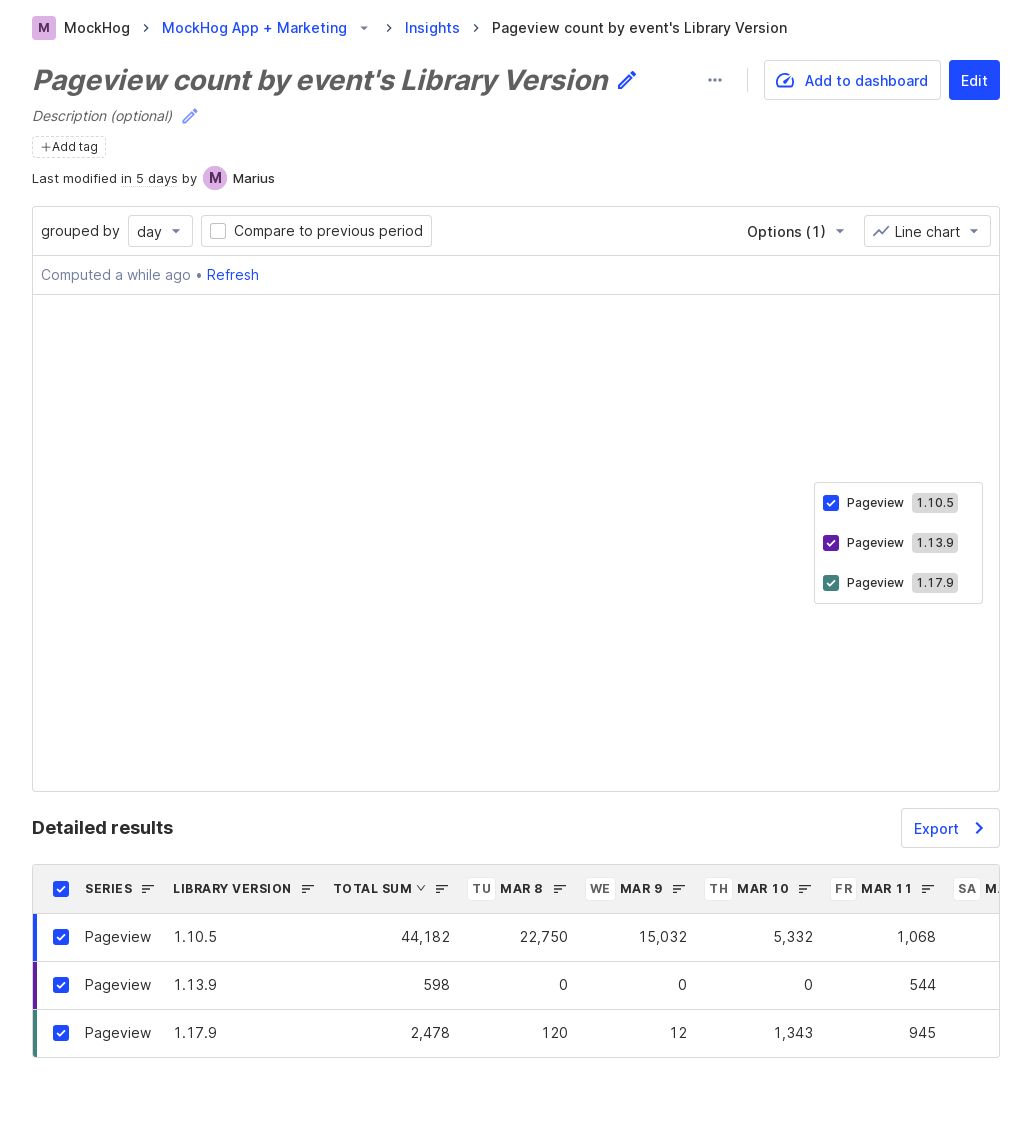 M MockHog MockHog App + Marketing Insights Pageview count by event's Library Version
Pageview count by event's Library Version
Add to dashboard Edit
Description (optional)
+Add tag
Last modified in 5 days by M Marius
grouped by day Compare to previous period Options (1) Line chart
Computed a while ago • Refresh
Pageview 1.10.5
Pageview 1.13.9
Pageview 1.17.9
Detailed results Export
SERIES LIBRARY VERSION TOTAL SUM TU MAR 8 WE MAR 9 TH MAR 10 FR MAR 11 SA
Pageview 1.10.5 44,182 22,750 15,032 5,332 1,068
Pageview 1.13.9 598 0 0 0 544
Pageview 1.17.9 2,478 120 12 1,343 945